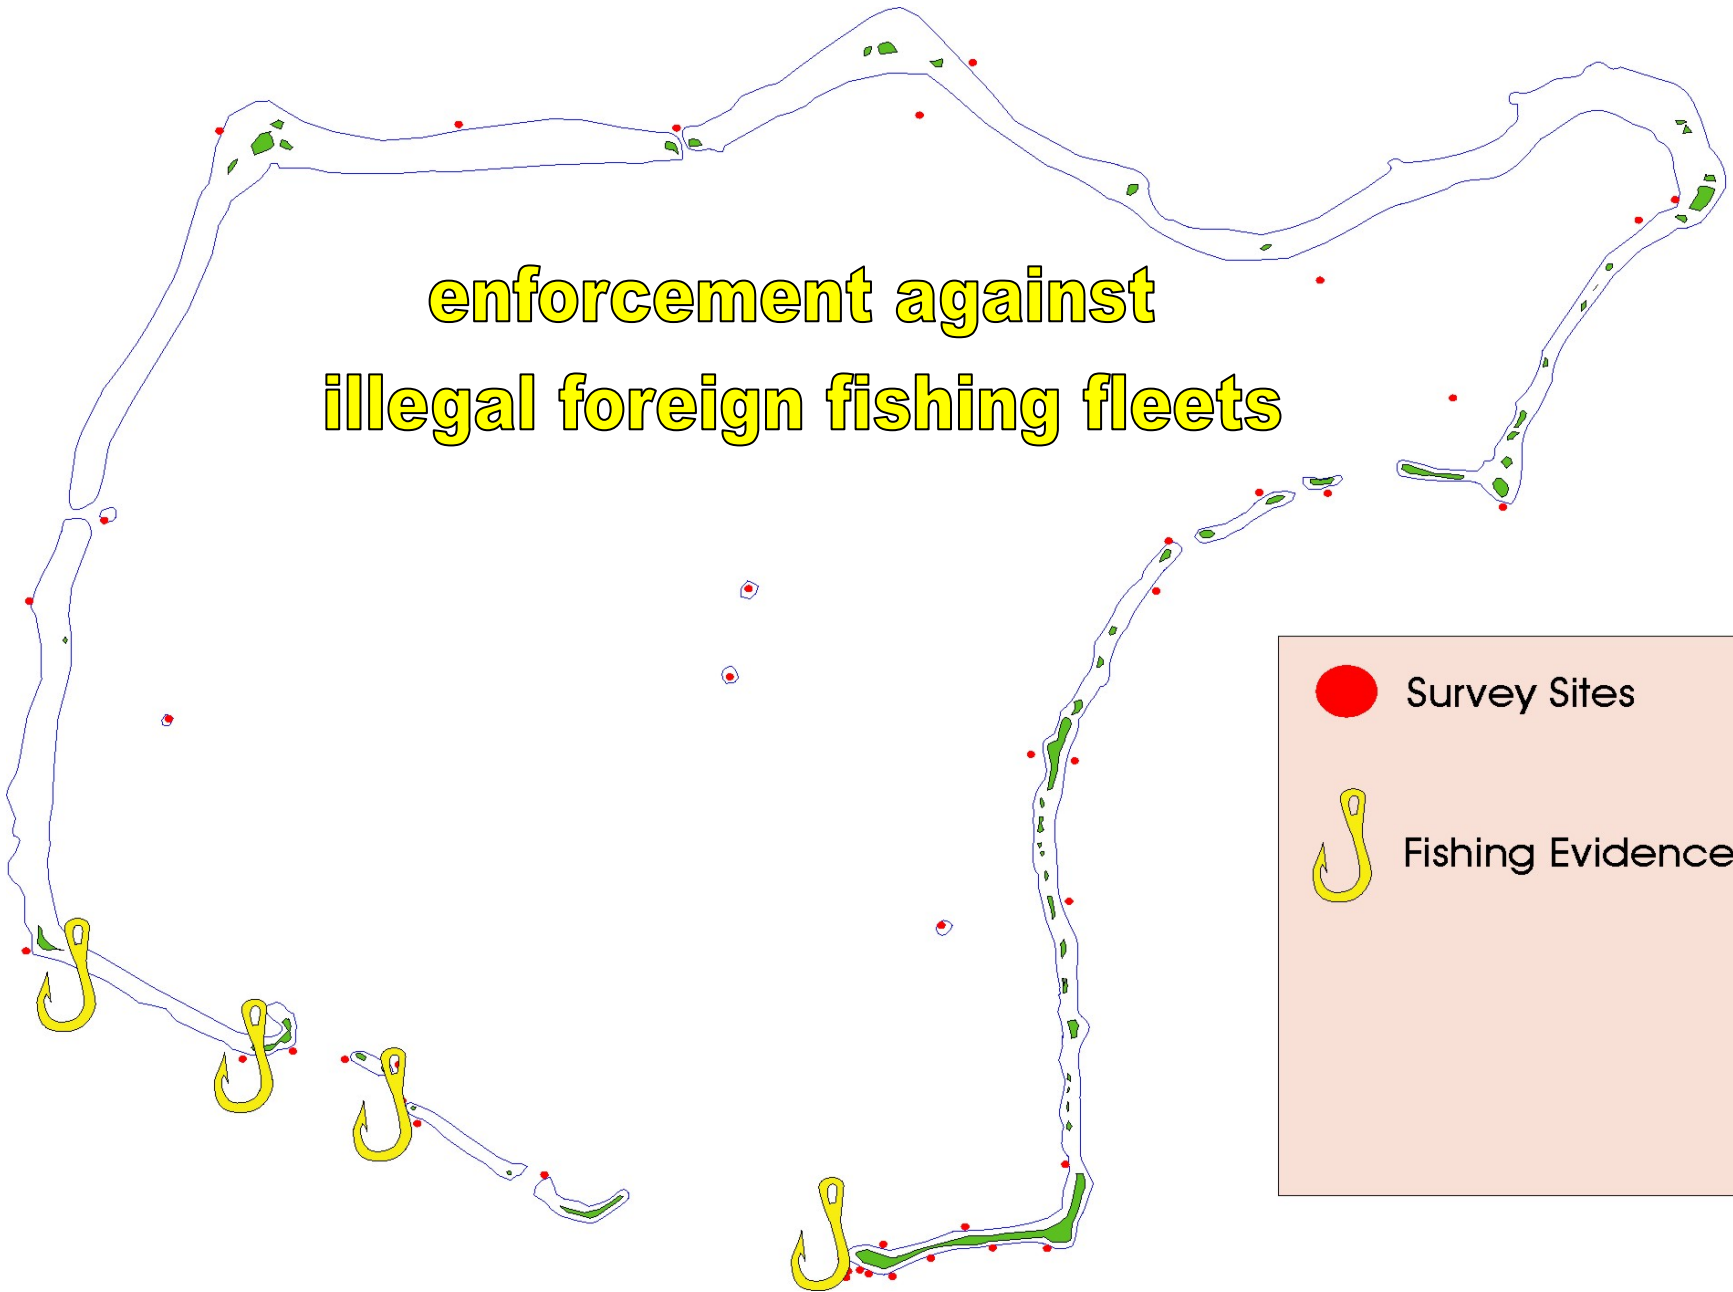 enforcement against
illegal foreign fishing fleets
Survey Sites
Fishing Evidence